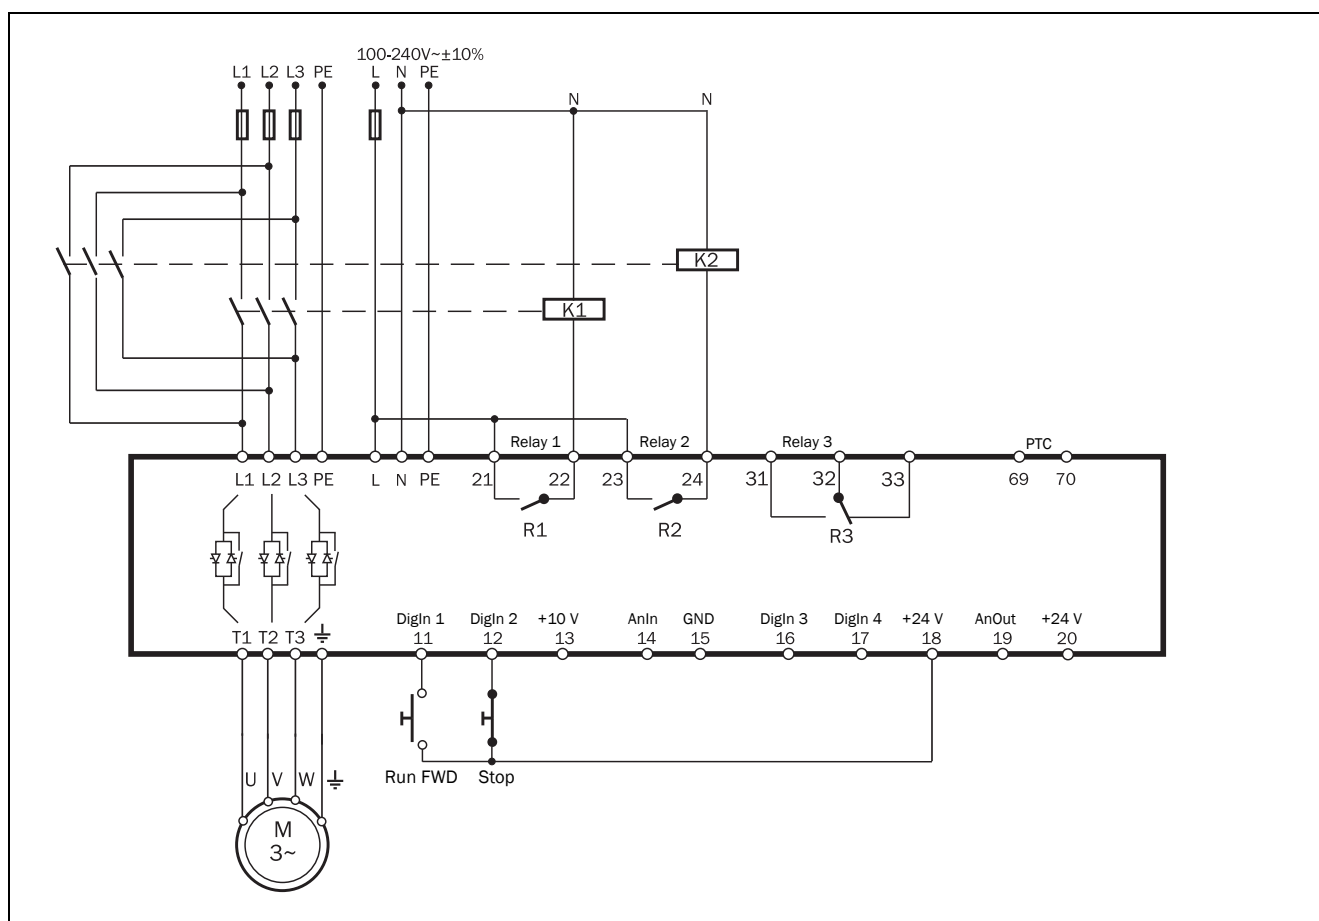 100-240V~±10%
L1 L2 L3 PE L N PE
N N
K2
K1
Relay 1 Relay 2 Relay 3 PTC
L1 L2 L3 PE L N PE 21 22 23 24 31 32 33 69 70
R1 R2 R3
DigIn 1 DigIn 2 +10 V AnIn GND DigIn 3 DigIn 4 +24 V AnOut +24 V
T1 T2 T3 11 12 13 14 15 16 17 18 19 20
Run FWD Stop
U V W
M
3~